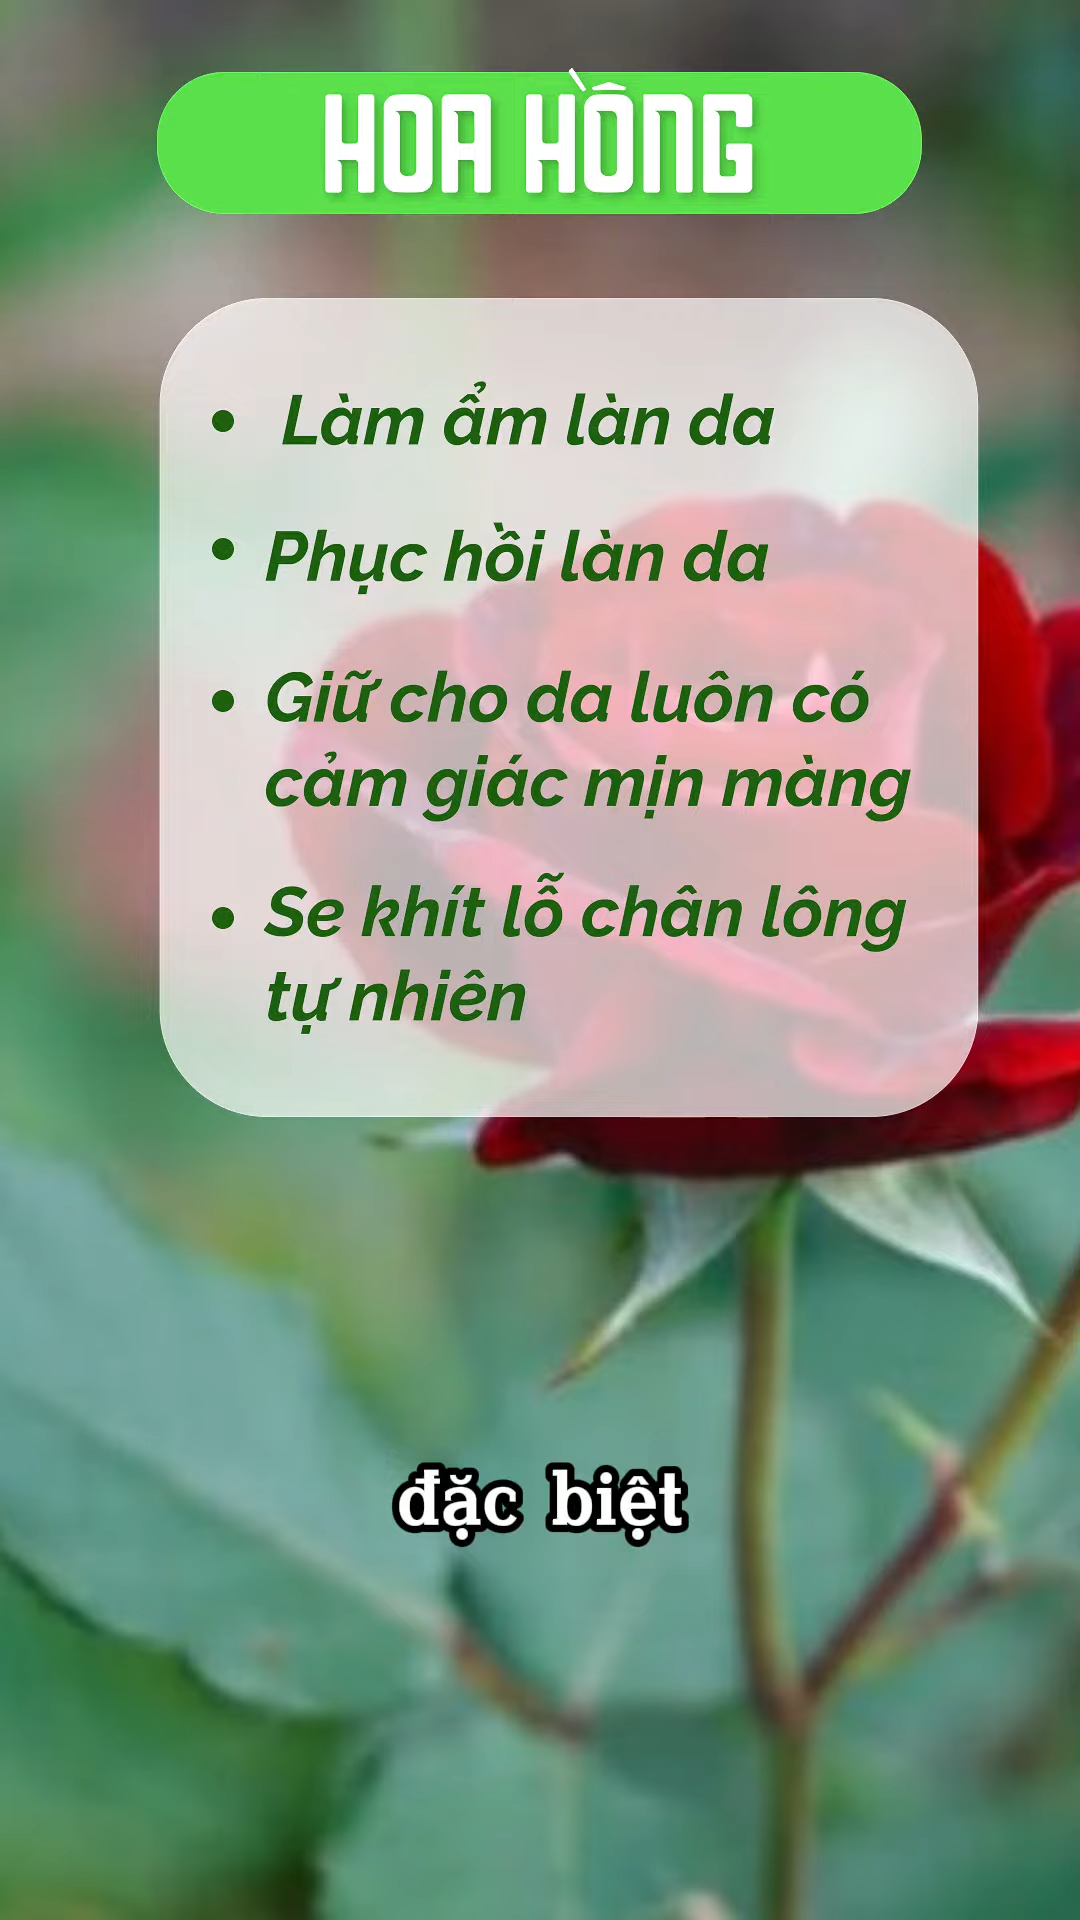 HOA HỒNG
• Làm ẩm làn da
• Phục hồi làn da
• Giữ cho da luôn có
cảm giác mịn màng
• Se khít lỗ chân lông
tự nhiên
đặc biệt